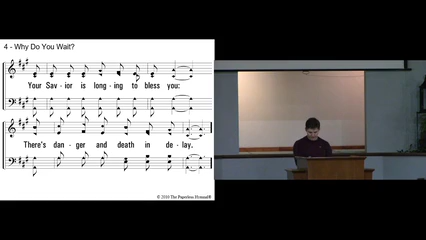 4 - Why Do You Wait?
Your Sav - ior is long - ing to bless you:
There's dan - ger and death in de - lay.
© 2010 The Paperless Hymnal®